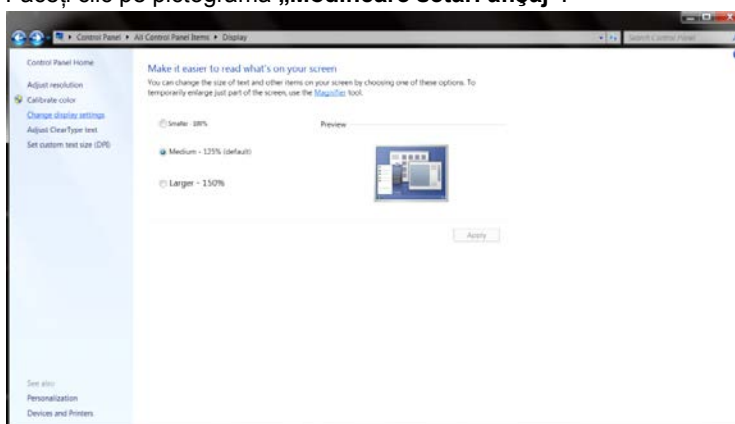 Faceți clic pe pictograma „Modificare setări afişaj”.
Control Panel All Control Panel Items Display
Search Control Panel
Control Panel Home
Adjust resolution
Calibrate color
Change display settings
Adjust ClearType text
Set custom text size (DPI)
Make it easier to read what's on your screen
You can change the size of text and other items on your screen by choosing one of these options. To
temporarily enlarge just part of the screen, use the Magnifier tool.
Smaller - 100%
Preview
Medium - 125% (default)
Larger - 150%
Apply
See also
Personalization
Devices and Printers